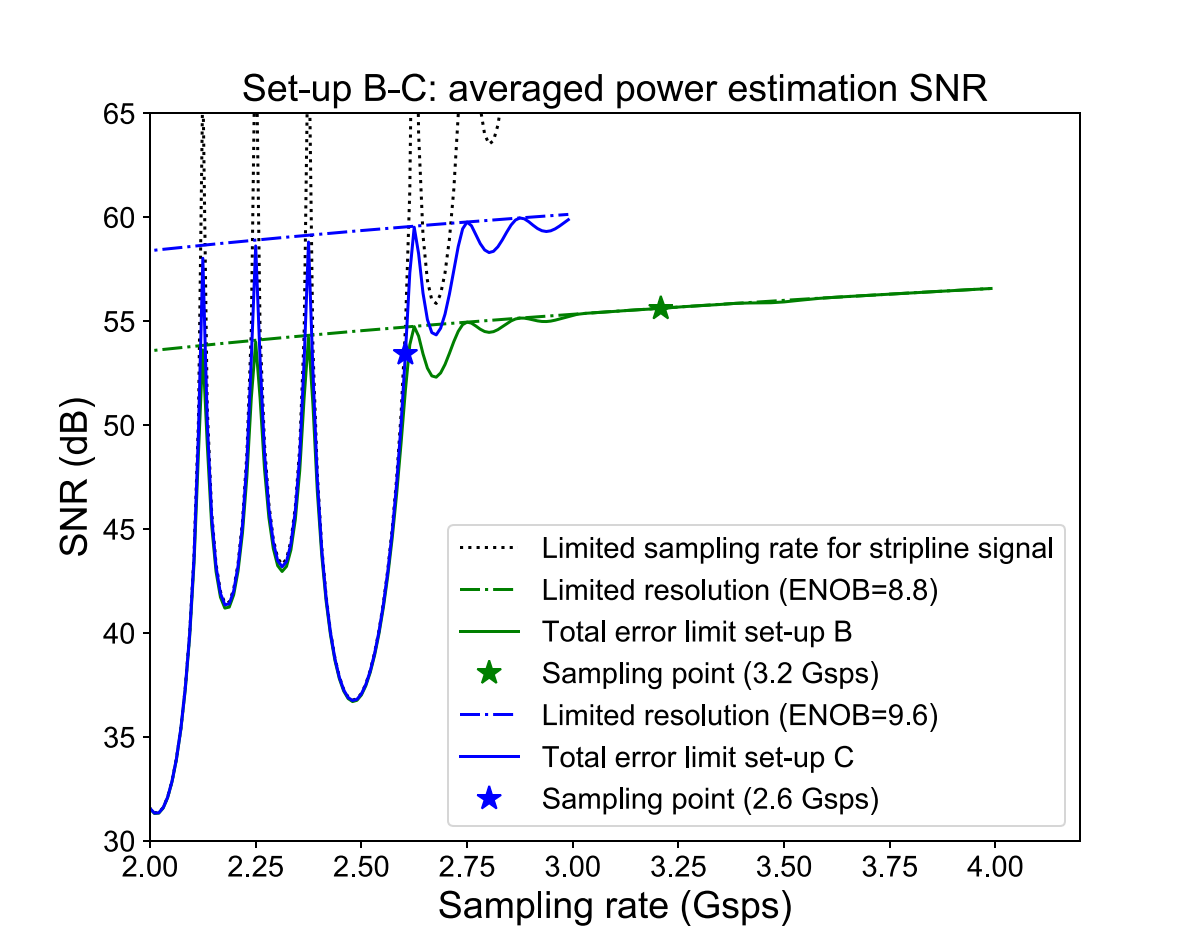 Set-up B-C: averaged power estimation SNR
65
60
55
50
45
40
35
30
SNR (dB)
Limited sampling rate for stripline signal
Limited resolution (ENOB=8.8)
Total error limit set-up B
Sampling point (3.2 Gsps)
Limited resolution (ENOB=9.6)
Total error limit set-up C
Sampling point (2.6 Gsps)
2.00 2.25 2.50 2.75 3.00 3.25 3.50 3.75 4.00
Sampling rate (Gsps)